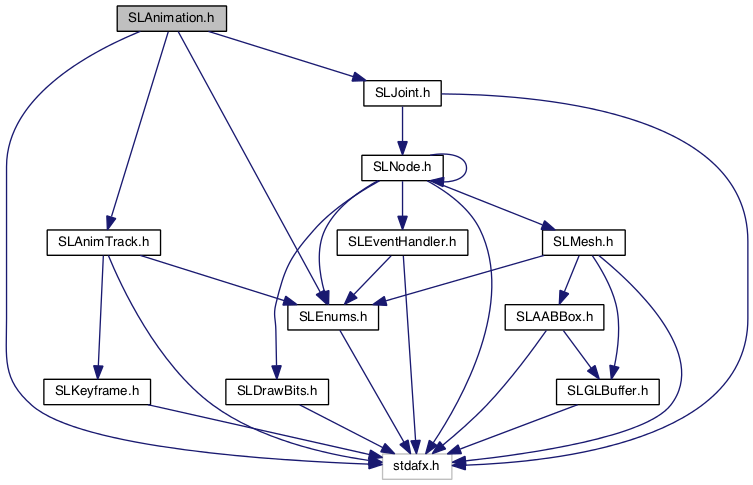 SLAnimation.h
SLJoint.h
SLNode.h
SLAnimTrack.h
SLEventHandler.h
SLMesh.h
SLEnums.h
SLAABBox.h
SLKeyframe.h
SLDrawBits.h
SLGLBuffer.h
stdafx.h